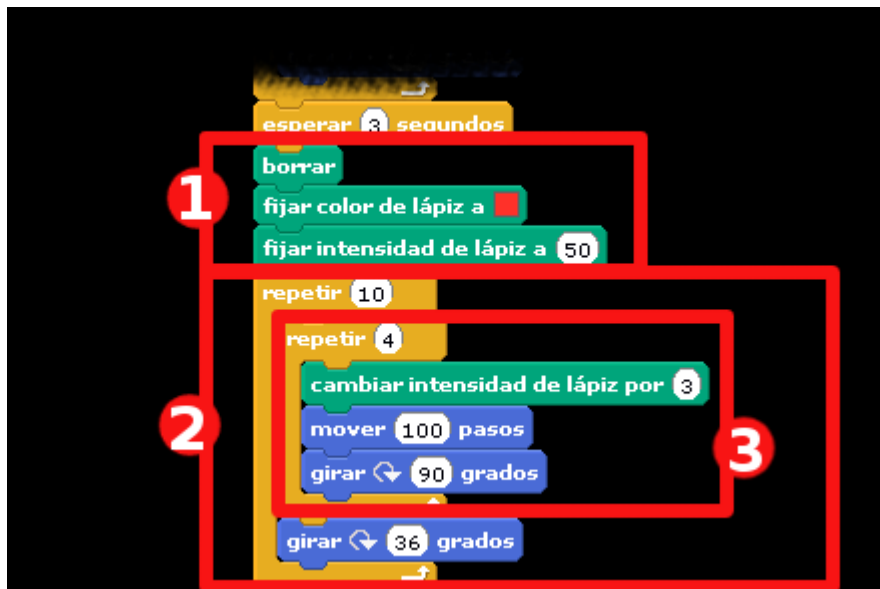 esperar 3 segundos
1
borrar
fijar color de lápiz a
fijar intensidad de lápiz a 50
repetir 10
repetir 4
cambiar intensidad de lápiz por 3
2
mover 100 pasos
3
girar 90 grados
girar 36 grados